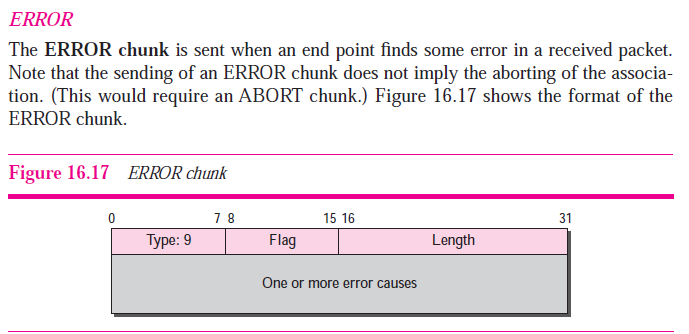 ERROR
The ERROR chunk is sent when an end point finds some error in a received packet.
Note that the sending of an ERROR chunk does not imply the aborting of the associa-
tion. (This would require an ABORT chunk.) Figure 16.17 shows the format of the
ERROR chunk.
Figure 16.17 ERROR chunk
0 7 8 15 16 31
Type: 9 Flag Length
One or more error causes